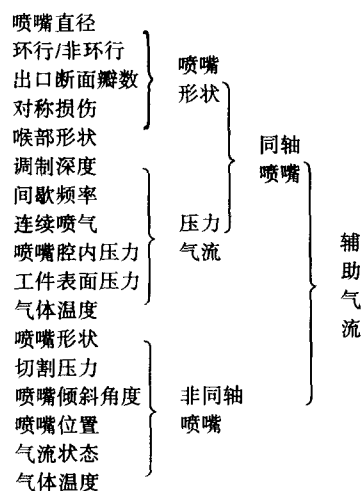 喷嘴直径
环行/非环行
出口断面瓣数
对称损伤
喉部形状
调制深度
间歇频率
连续喷气
喷嘴腔内压力
工件表面压力
气体温度
喷嘴形状
切割压力
喷嘴倾斜角度
喷嘴位置
气流状态
气体温度
喷嘴
形状
压力
气流
非同轴
喷嘴
同轴
喷嘴
辅助气流